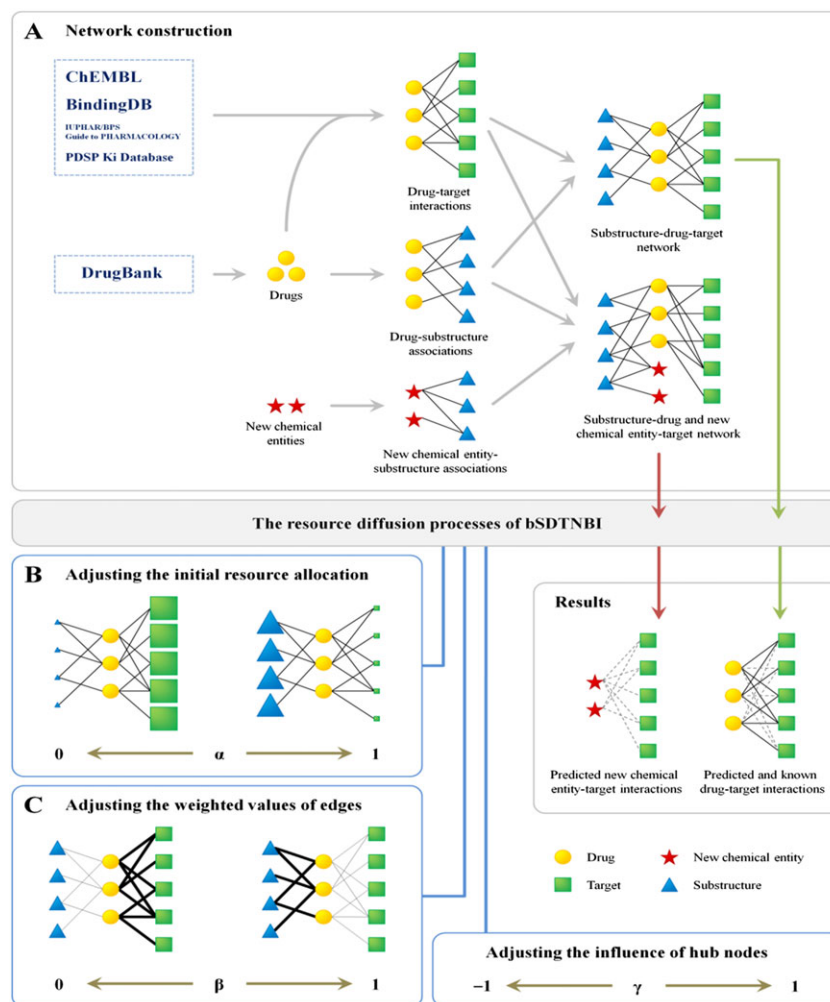 A Network construction
ChEMBL
BindingDB
IUPHAR/BPS
Guide to PHARMACOLOGY
PDSP Ki Database
Drug-target
interactions
Substructure-drug-target
network
DrugBank
Drugs
Drug-substructure
associations
New chemical
entities
New chemical entity-
substructure associations
Substructure-drug and new
chemical entity-target network
The resource diffusion processes of bSDTNBI
B Adjusting the initial resource allocation
0 α 1
C Adjusting the weighted values of edges
0 β 1
Results
Predicted new chemical
entity-target interactions
Predicted and known
drug-target interactions
Drug
New chemical entity
Target
Substructure
Adjusting the influence of hub nodes
−1 γ 1